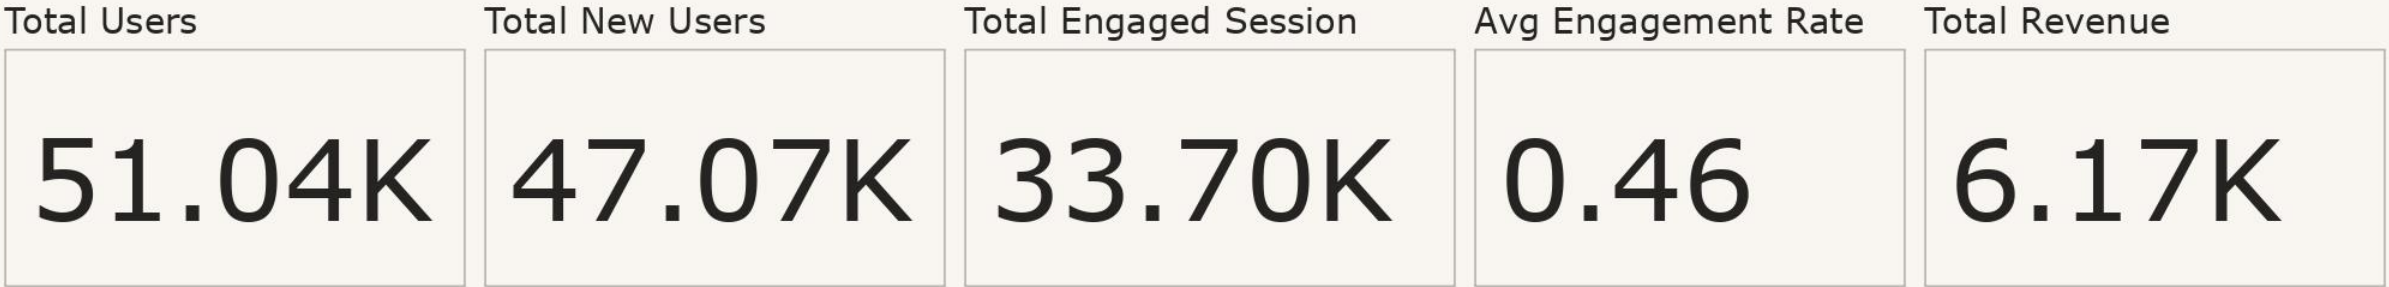 Total Users
51.04K
Total New Users
47.07K
Total Engaged Session
33.70K
Avg Engagement Rate
0.46
Total Revenue
6.17K